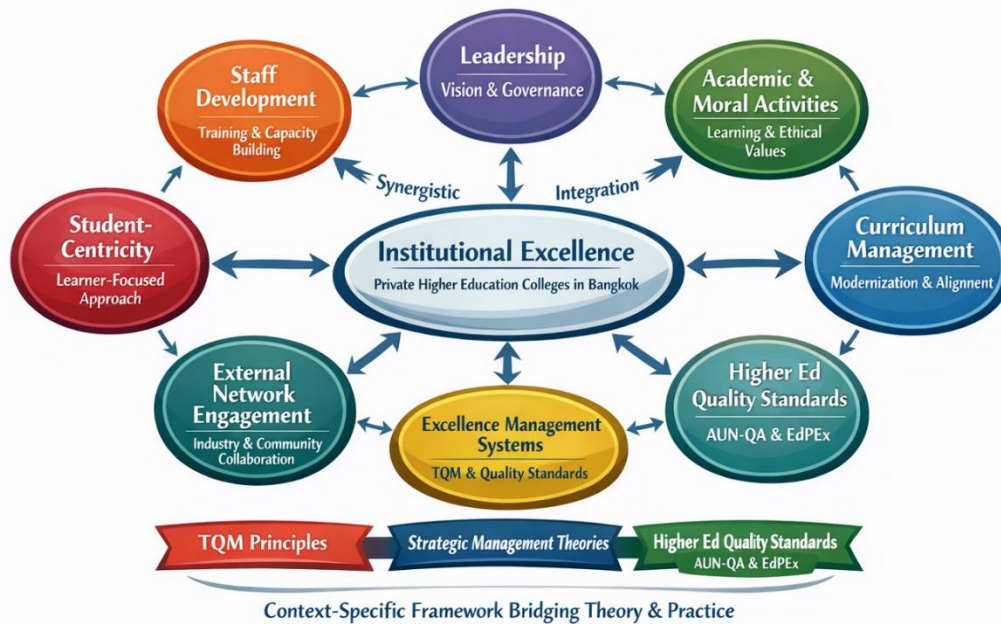 Leadership
Vision & Governance
Staff
Development
Training & Capacity
Building
Academic &
Moral Activities
Learning & Ethical
Values
Synergistic
Integration
Student-
Centricity
Learner-Focused
Approach
Institutional Excellence
Private Higher Education Colleges in Bangkok
Curriculum
Management
Modernization & Alignment
External
Network
Engagement
Industry & Community
Collaboration
Excellence Management
Systems
TQM & Quality Standards
Higher Ed
Quality Standards
AUN-QA & EdPEx
TQM Principles
Strategic Management Theories
Higher Ed Quality Standards
AUN-QA & EdPEx
Context-Specific Framework Bridging Theory & Practice